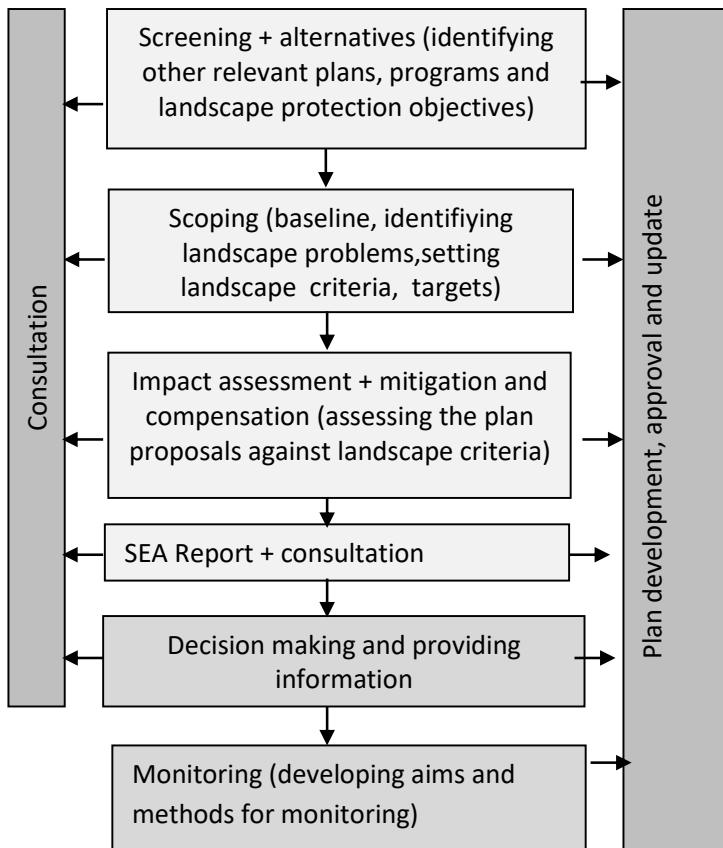 Consultation
Screening + alternatives (identifying
other relevant plans, programs and
landscape protection objectives)
Scoping (baseline, identifiying
landscape problems,setting
landscape criteria, targets)
Impact assessment + mitigation and
compensation (assessing the plan
proposals against landscape criteria)
SEA Report + consultation
Decision making and providing
information
Monitoring (developing aims and
methods for monitoring)
Plan development, approval and update